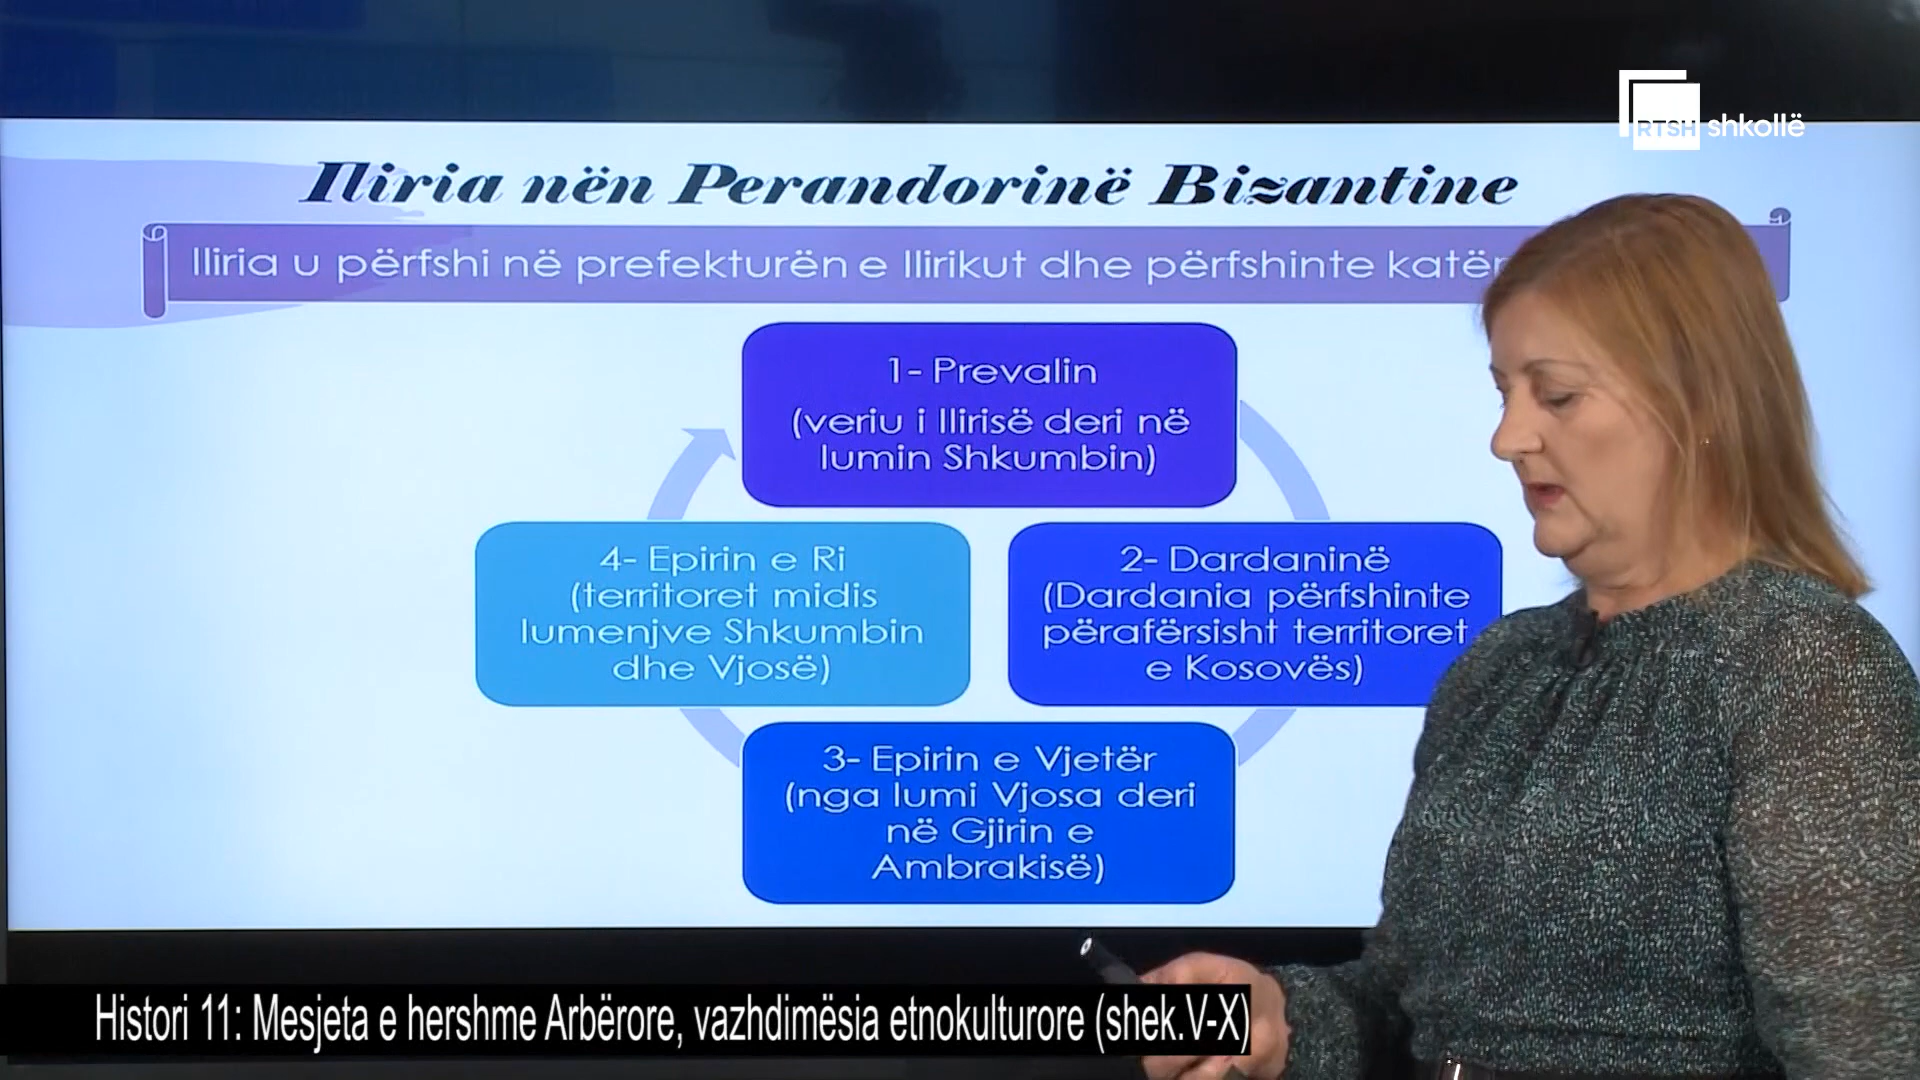 RTSH shkollë
Iliria nën Perandorinë Bizantine
Iliria u përfshi në prefekturën e Ilirikut dhe përfshinte katër
1- Prevalin
(veriu i Ilirisë deri në
lumin Shkumbin)
4- Epirin e Ri
(territoret midis
lumenjve Shkumbin
dhe Vjosë)
2- Dardaninë
(Dardania përfshinte
përafërsisht territoret
e Kosovës)
3- Epirin e Vjetër
(nga lumi Vjosa deri
në Gjirin e
Ambrakisë)
Histori 11: Mesjeta e hershme Arbërore, vazhdimësia etnokulturore (shek.V-X)